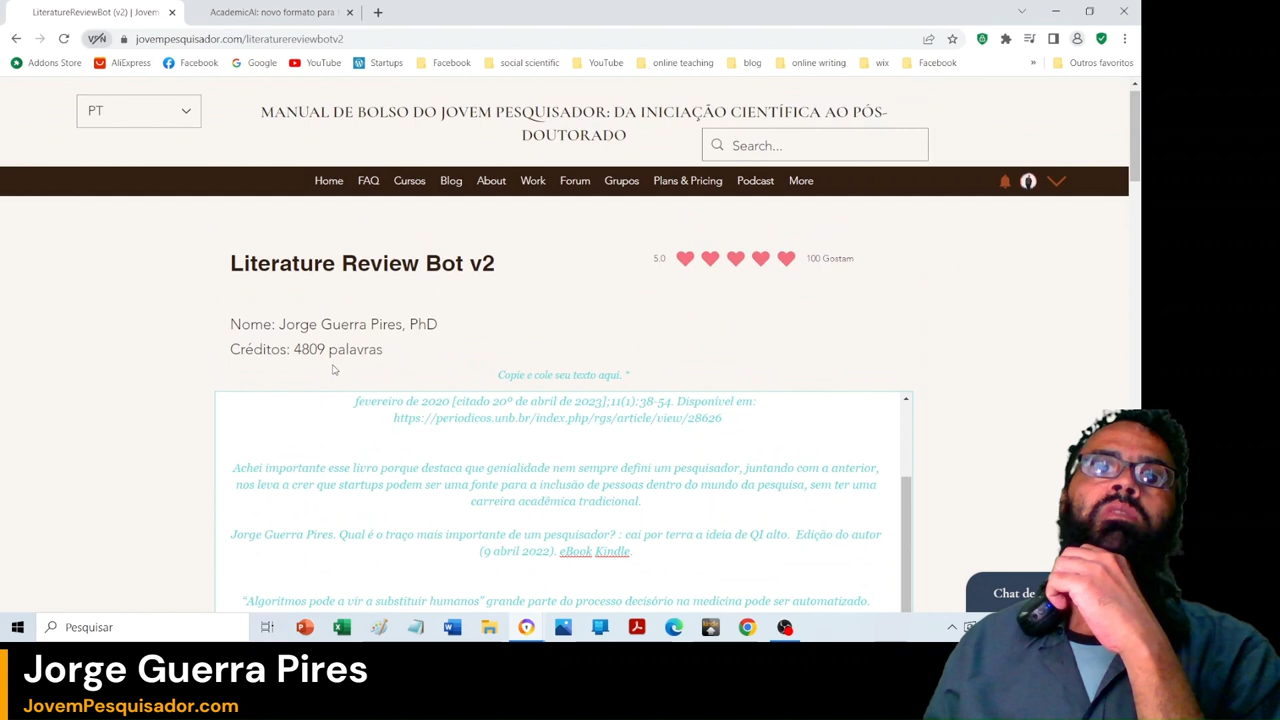 LiteratureReviewBot (v2) | Jovem
AcademicAI: novo formato para
jovempesquisador.com/literaturereviewbotv2
Addons Store
AliExpress
Facebook
Google
YouTube
Startups
Facebook
social scientific
YouTube
online teaching
blog
online writing
wix
Facebook
»
Outros favoritos
PT
MANUAL DE BOLSO DO JOVEM PESQUISADOR: DA INICIAÇÃO CIENTÍFICA AO PÓS-
DOUTORADO
Search...
Home FAQ Cursos Blog About Work Forum Grupos Plans & Pricing Podcast More
Literature Review Bot v2
5.0
100 Gostam
Nome: Jorge Guerra Pires, PhD
Créditos: 4809 palavras
Copie e cole seu texto aqui. *
fevereiro de 2020 [citado 20º de abril de 2023];11(1):38-54. Disponível em:
https://periodicos.unb.br/index.php/rgs/article/view/28626
Achei importante esse livro porque destaca que genialidade nem sempre defini um pesquisador, juntando com a anterior,
nos leva a crer que startups podem ser uma fonte para a inclusão de pessoas dentro do mundo da pesquisa, sem ter uma
carreira acadêmica tradicional.
Jorge Guerra Pires. Qual é o traço mais importante de um pesquisador? : cai por terra a ideia de QI alto. Edição do autor
(9 abril 2022). eBook Kindle.
“Algoritmos pode a vir a substituir humanos” grande parte do processo decisório na medicina pode ser automatizado.
Chat de
Pesquisar
Jorge Guerra Pires
JovemPesquisador.com